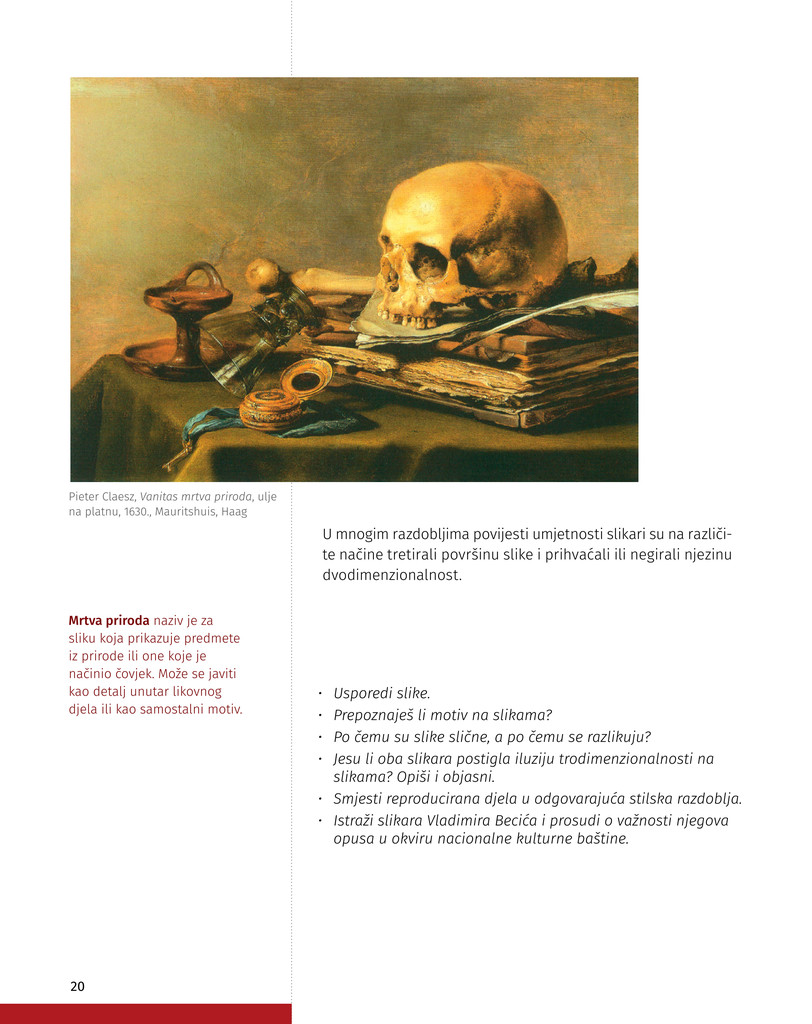 Pieter Claesz, Vanitas mrtva priroda, ulje
na platnu, 1630., Mauritshuis, Haag
U mnogim razdobljima povijesti umjetnosti slikari su na različi-
te načine tretirali površinu slike i prihvaćali ili negirali njezinu
dvodimenzionalnost.
Mrtva priroda naziv je za
sliku koja prikazuje predmete
iz prirode ili one koje je
načinio čovjek. Može se javiti
kao detalj unutar likovnog
djela ili kao samostalni motiv.
· Usporedi slike.
· Prepoznaješ li motiv na slikama?
· Po čemu su slike slične, a po čemu se razlikuju?
· Jesu li oba slikara postigla iluziju trodimenzionalnosti na
slikama? Opiši i objasni.
· Smjesti reproducirana djela u odgovarajuća stilska razdoblja.
· Istraži slikara Vladimira Becića i prosudi o važnosti njegova
opusa u okviru nacionalne kulturne baštine.
20